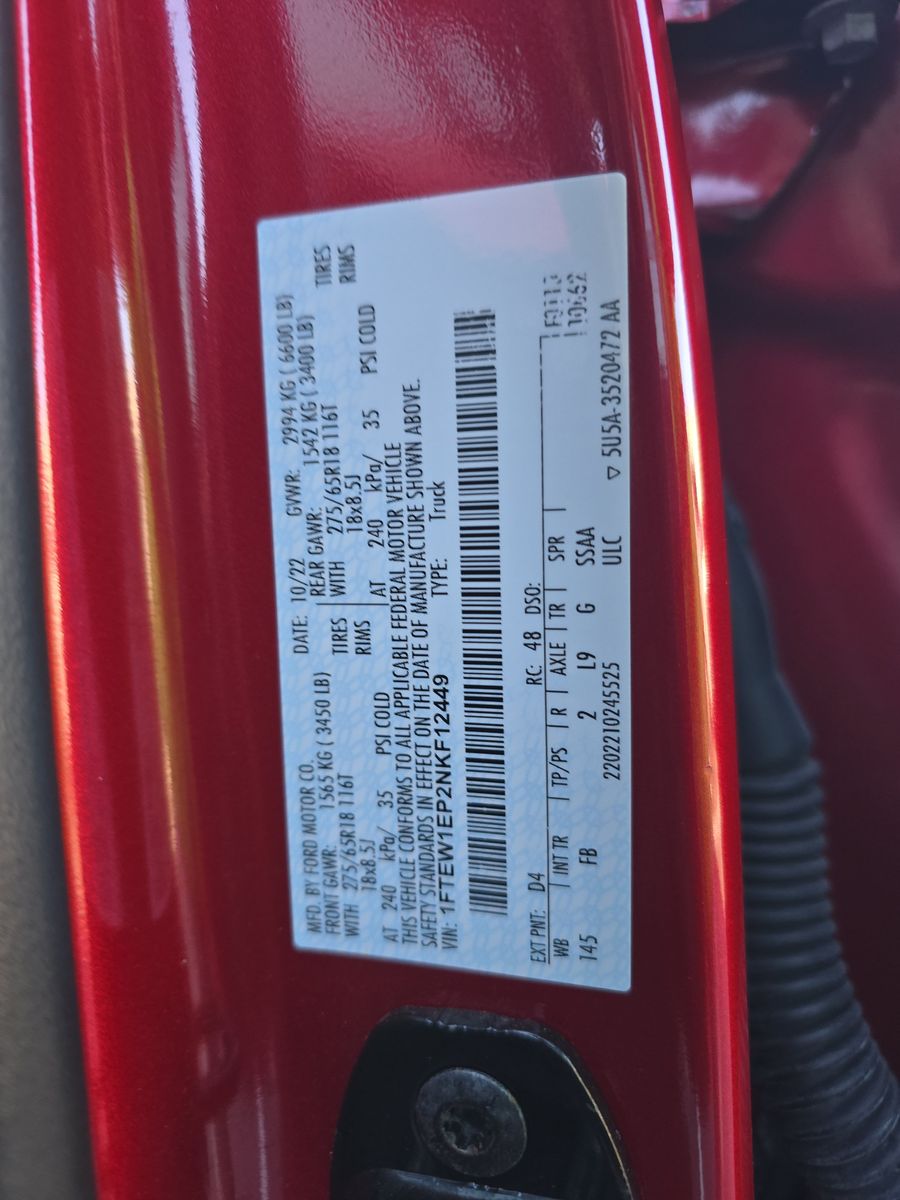 MFD. BY FORD MOTOR CO. DATE: 10/22 GVWR: 2994 KG ( 6600 LB)
FRONT GAWR: 1565 KG ( 3450 LB) REAR GAWR: 1542 KG ( 3400 LB)
WITH 275/65R18 116T TIRES WITH 275/65R18 116T TIRES
18x8.5J RIMS 18x8.5J RIMS
AT 240 kPa/ 35 PSI COLD AT 240 kPa/ 35 PSI COLD
THIS VEHICLE CONFORMS TO ALL APPLICABLE FEDERAL MOTOR VEHICLE
SAFETY STANDARDS IN EFFECT ON THE DATE OF MANUFACTURE SHOWN ABOVE.
VIN: 1FTEW1EP2NKF12449 TYPE: Truck
EXT PNT: D4 RC: 48 DSO:
WB INT TR TP/PS R AXLE TR SPR
145 FB 2 L9 G SSAA
220221024552​5 ULC
▽ 5U5A-3520472 AA